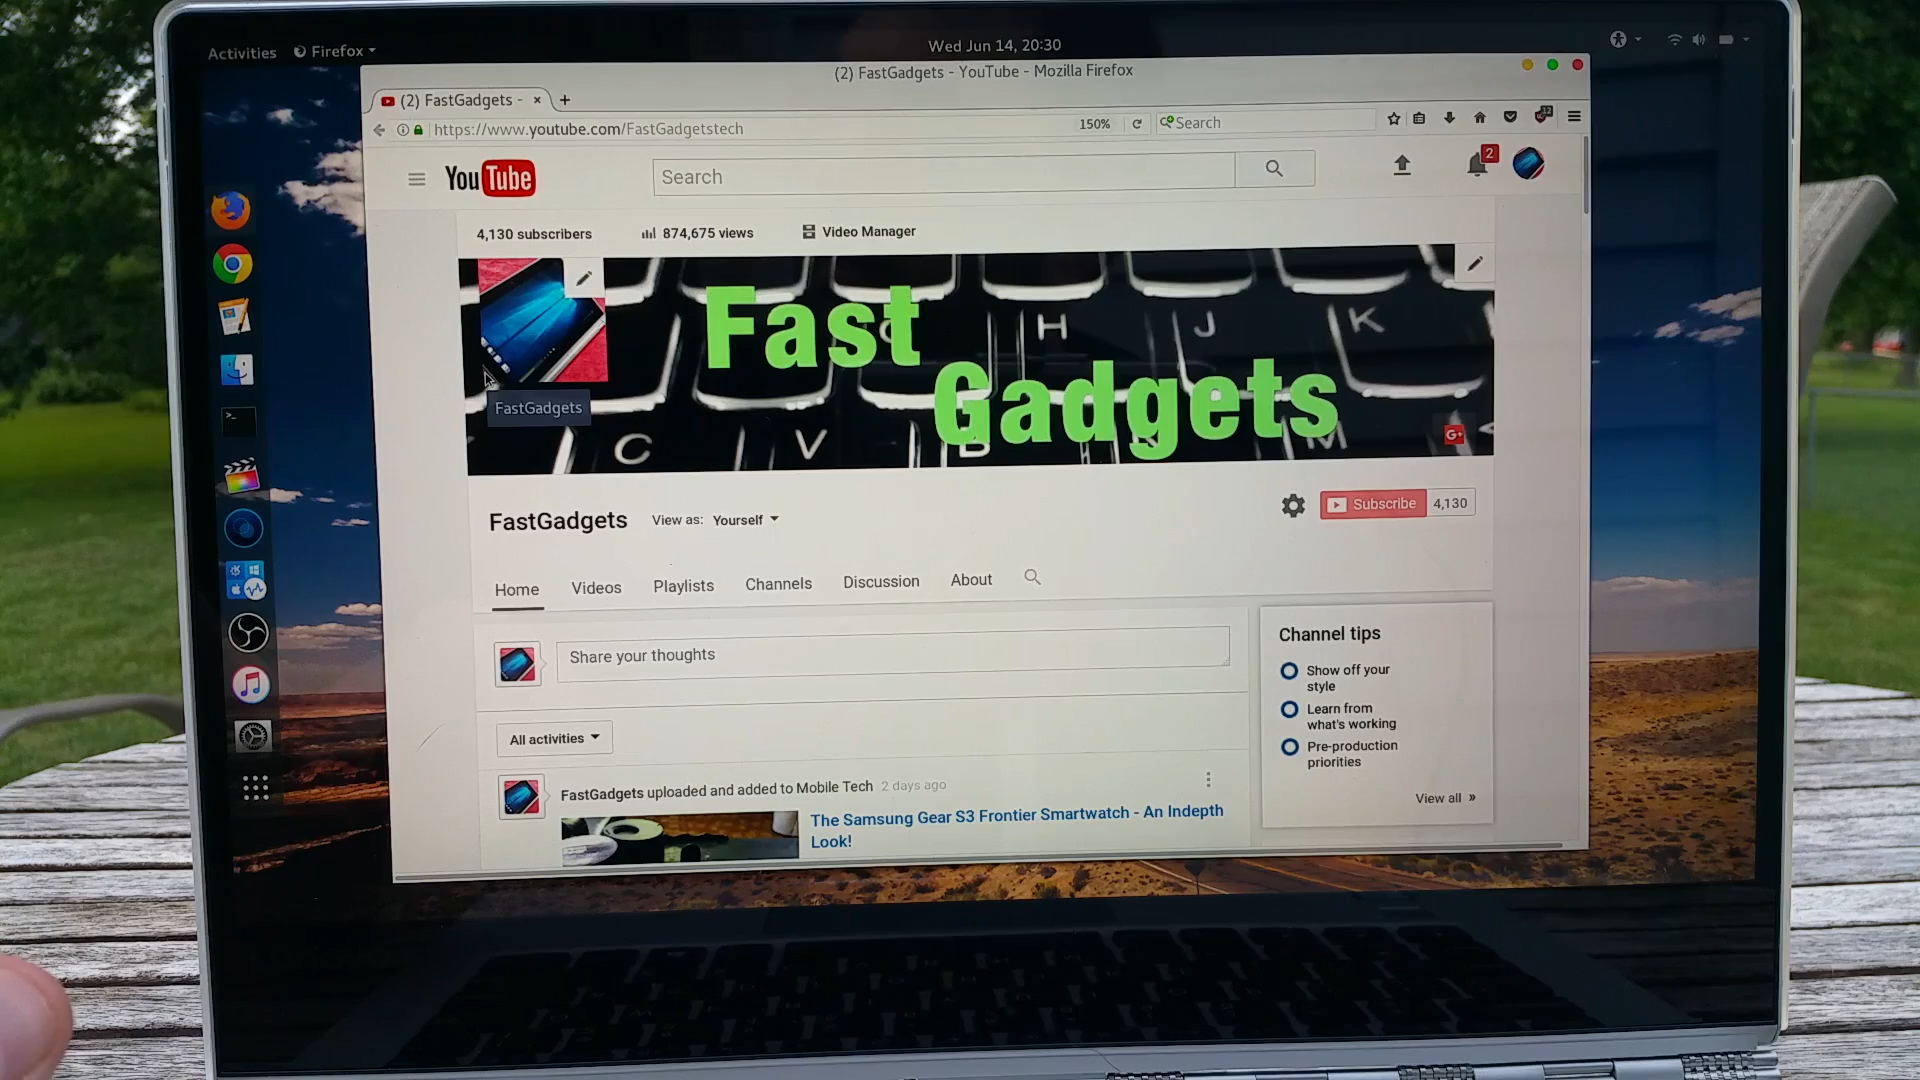 Activities Firefox
Wed Jun 14, 20:30
(2) FastGadgets - YouTube - Mozilla Firefox
(2) FastGadgets -
https://www.youtube.com/FastGadgetstech
150%
Search
12
YouTube
Search
2
4,130 subscribers
874,675 views
Video Manager
Fast
Gadgets
H J K
FastGadgets
C V B M
G+
FastGadgets
View as: Yourself
Subscribe 4,130
Home Videos Playlists Channels Discussion About
Share your thoughts
Channel tips
Show off your
style
Learn from
what's working
Pre-production
priorities
View all »
All activities
FastGadgets uploaded and added to Mobile Tech 2 days ago
The Samsung Gear S3 Frontier Smartwatch - An Indepth
Look!